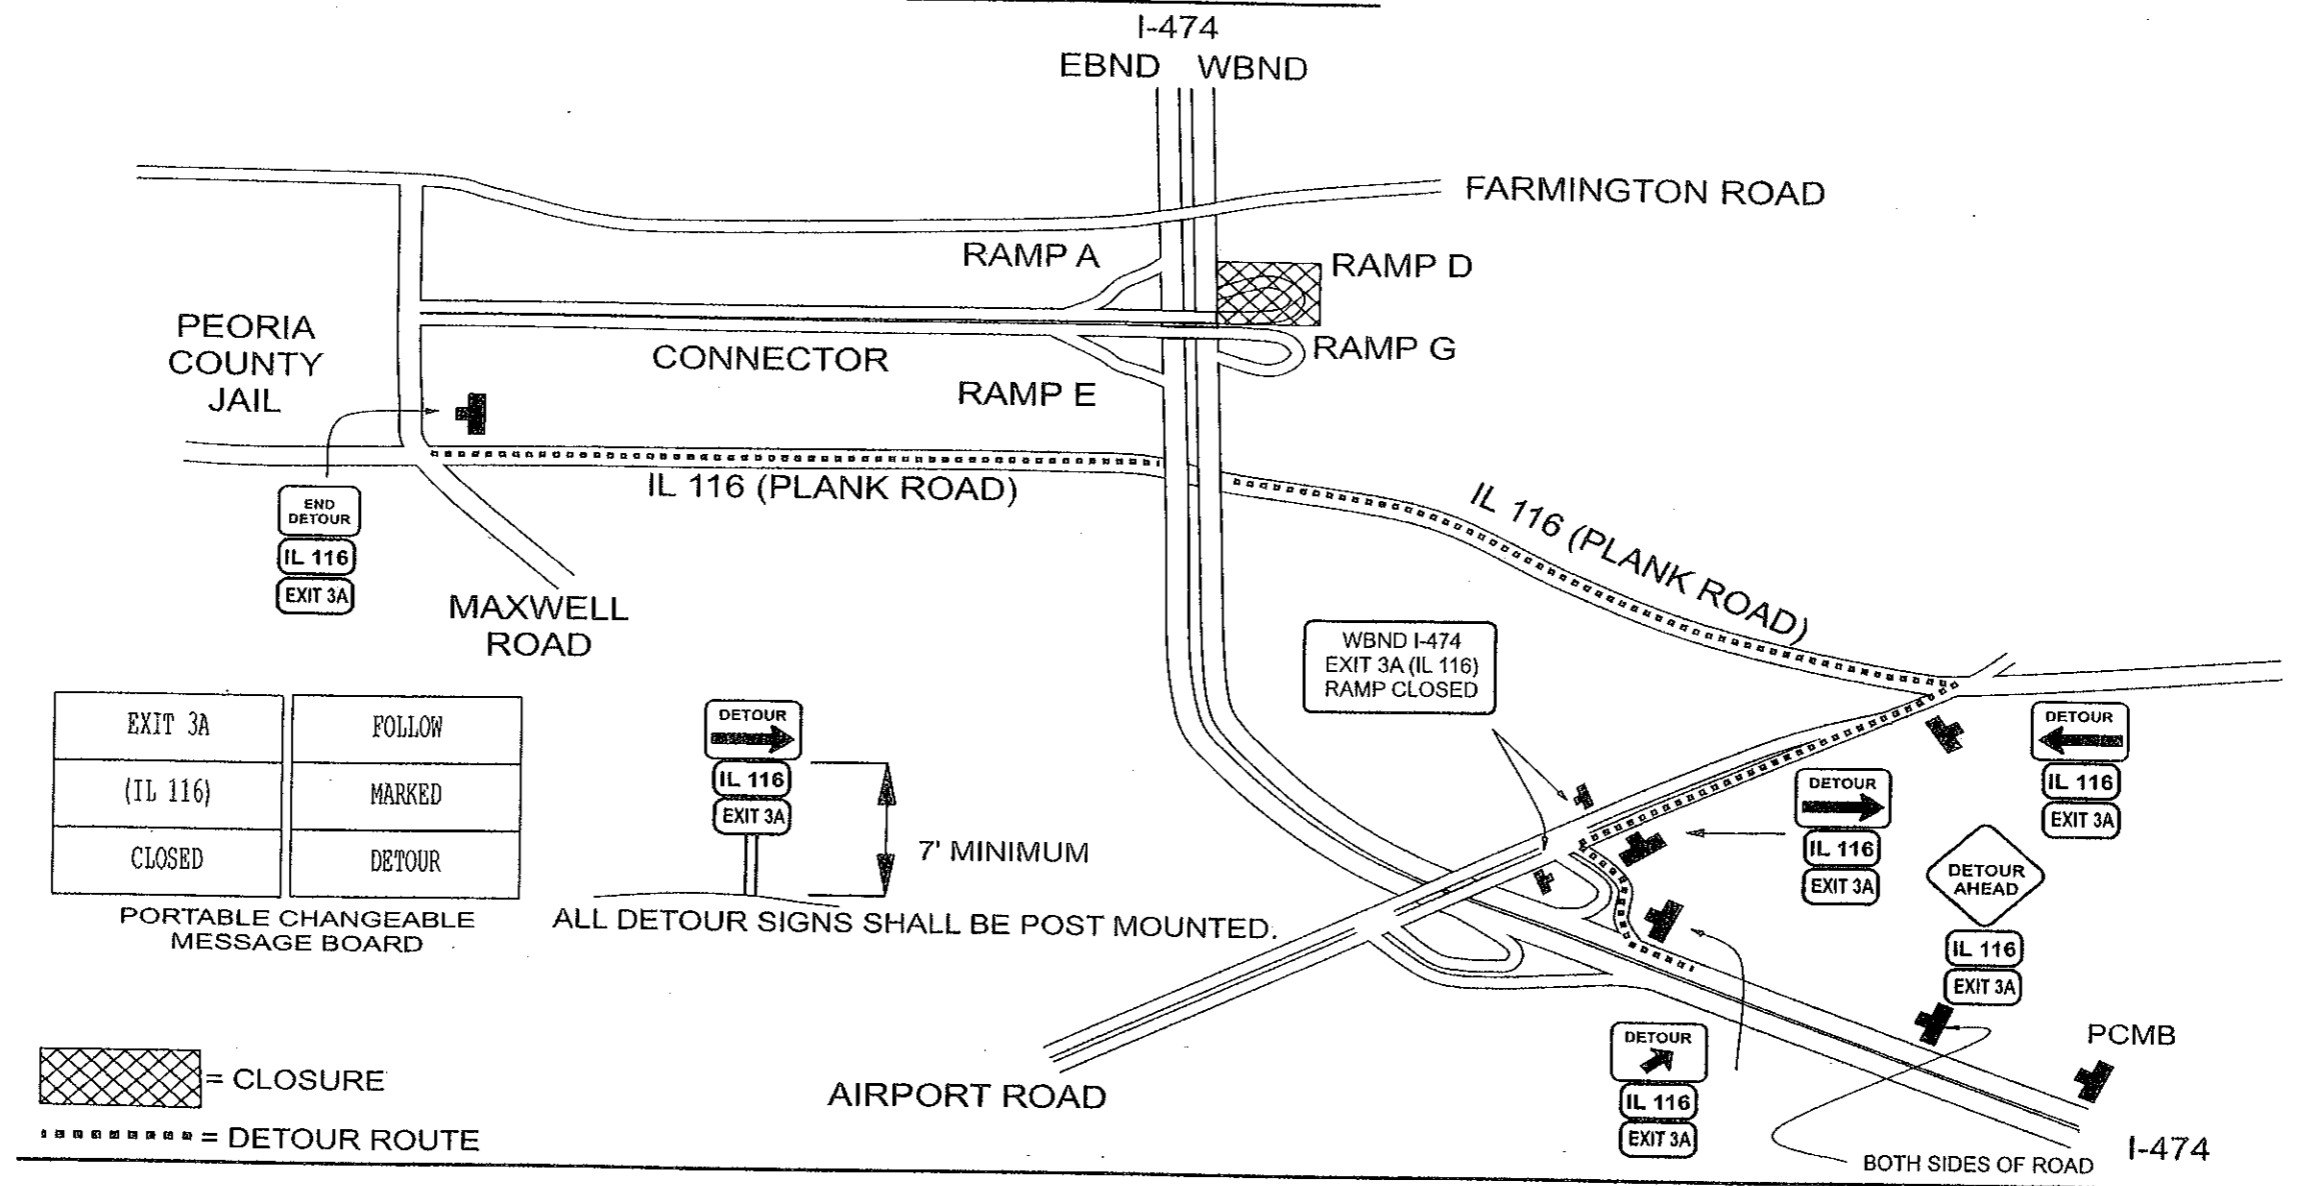 I-474
EBND WBND
FARMINGTON ROAD
RAMP A
RAMP D
PEORIA
COUNTY
JAIL
CONNECTOR
RAMP G
RAMP E
IL 116 (PLANK ROAD)
IL 116 (PLANK ROAD)
END
DETOUR
IL 116
EXIT 3A
MAXWELL
ROAD
WBND I-474
EXIT 3A (IL 116)
RAMP CLOSED
EXIT 3A
(IL 116)
CLOSED
FOLLOW
MARKED
DETOUR
PORTABLE CHANGEABLE
MESSAGE BOARD
DETOUR
IL 116
EXIT 3A
7' MINIMUM
ALL DETOUR SIGNS SHALL BE POST MOUNTED.
DETOUR
IL 116
EXIT 3A
DETOUR
IL 116
EXIT 3A
DETOUR
AHEAD
IL 116
EXIT 3A
PCMB
DETOUR
IL 116
EXIT 3A
AIRPORT ROAD
= CLOSURE
= DETOUR ROUTE
BOTH SIDES OF ROAD
I-474